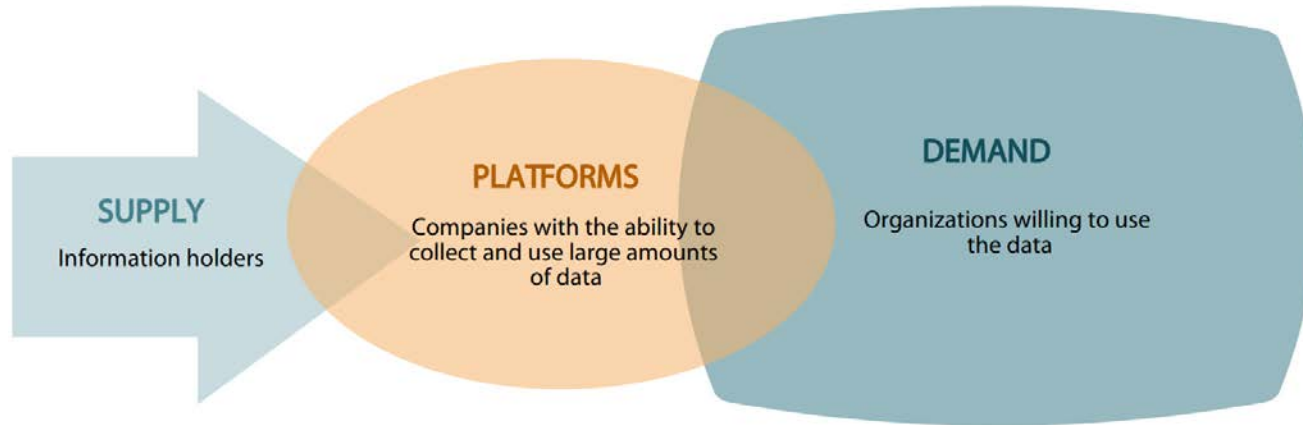 SUPPLY
Information holders
PLATFORMS
Companies with the ability to
collect and use large amounts
of data
DEMAND
Organizations willing to use
the data